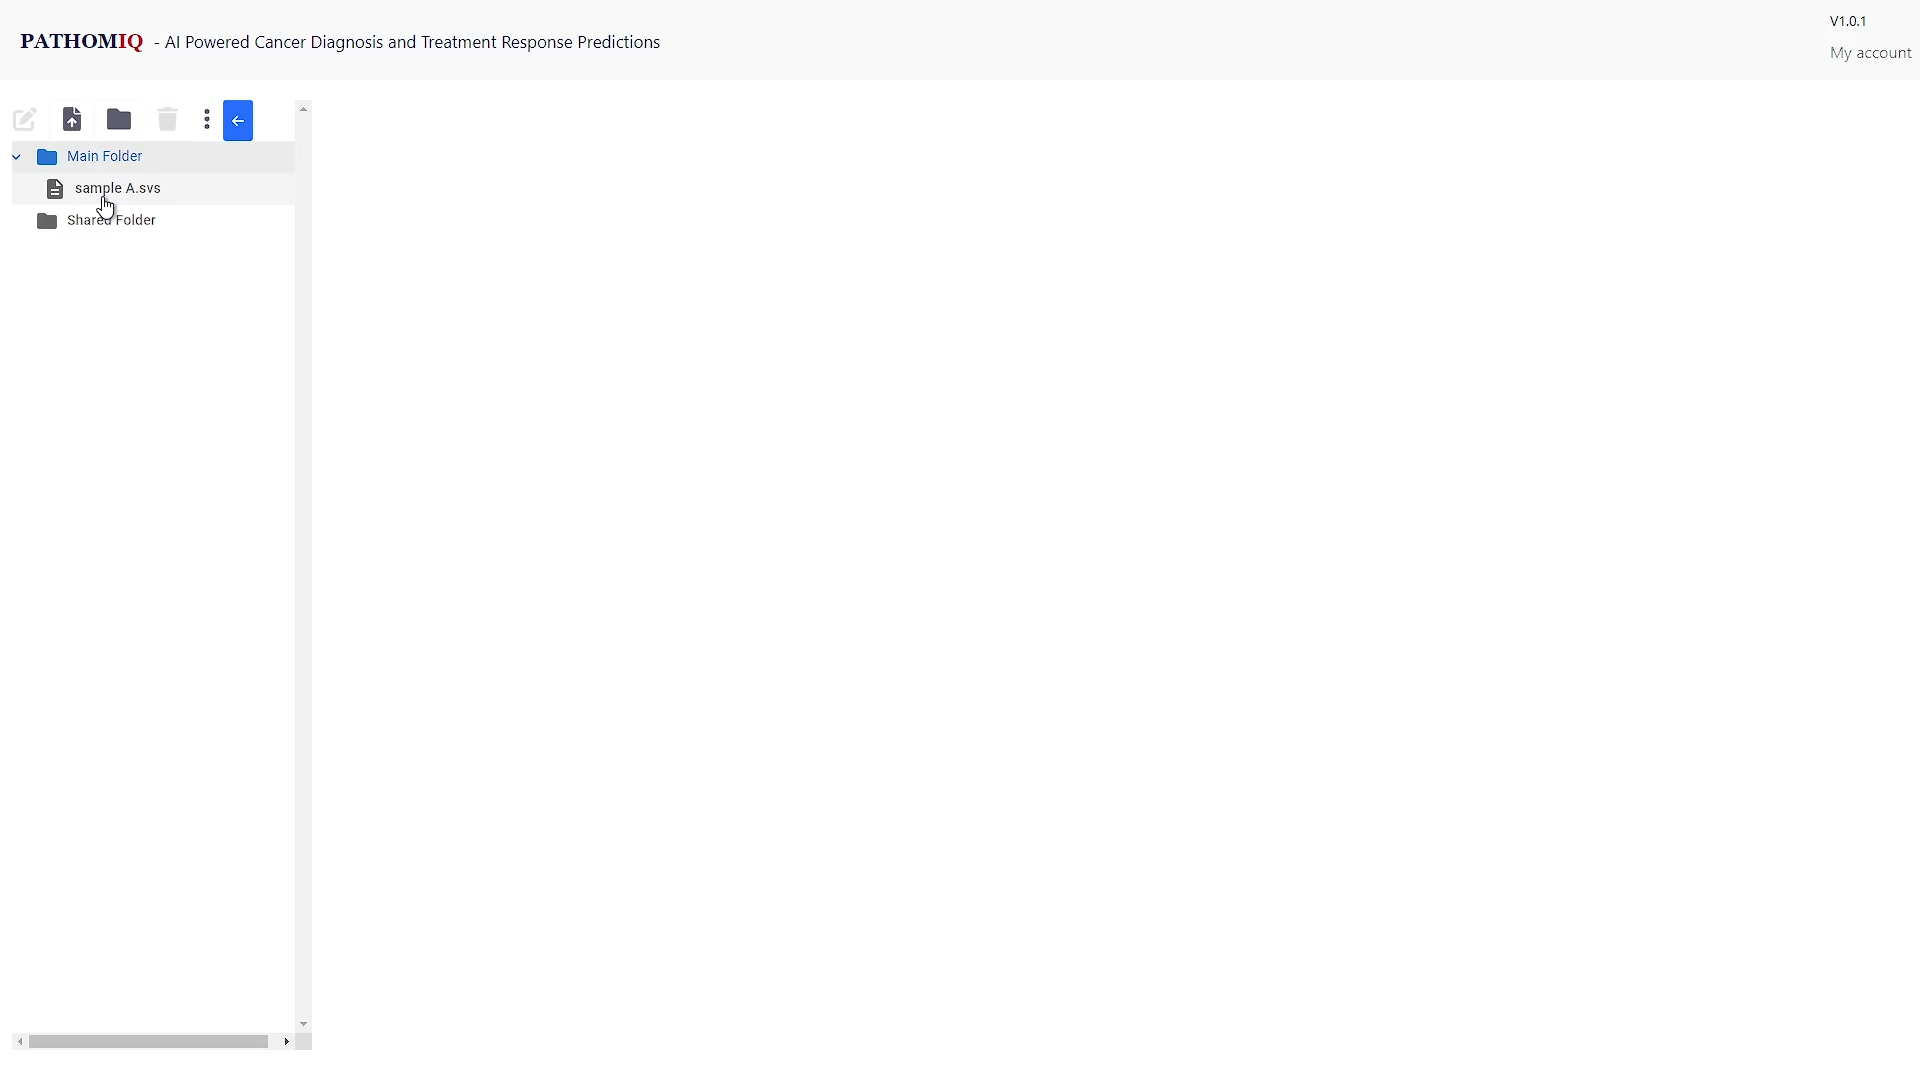 PATHOMIQ - AI Powered Cancer Diagnosis and Treatment Response Predictions
V1.0.1
My account
Main Folder
sample A.svs
Shared Folder